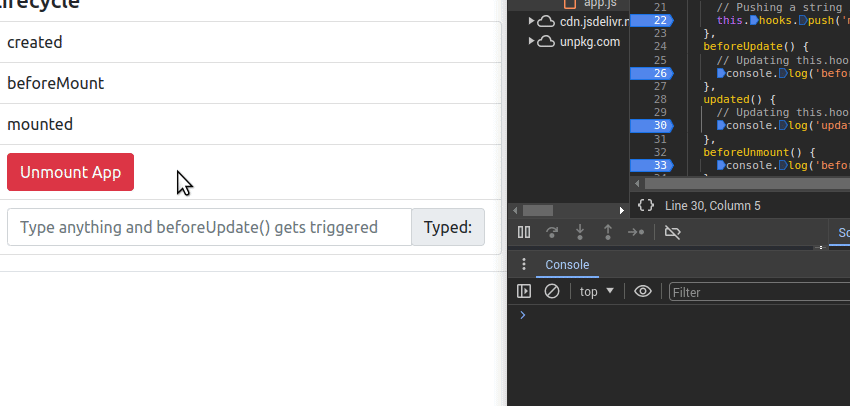 Lifecycle
created
beforeMount
mounted
Unmount App
Type anything and beforeUpdate() gets triggered
Typed:
app.js
cdn.jsdelivr.n
unpkg.com
21 // Pushing a string
22 this.hooks.push('m
23 },
24 beforeUpdate() {
25 // Updating this.hoo
26 console.log('befor
27 },
28 updated() {
29 // Updating this.hoo
30 console.log('updat
31 },
32 beforeUnmount() {
33 console.log('befor
{ } Line 30, Column 5
Sc
Console
top Filter